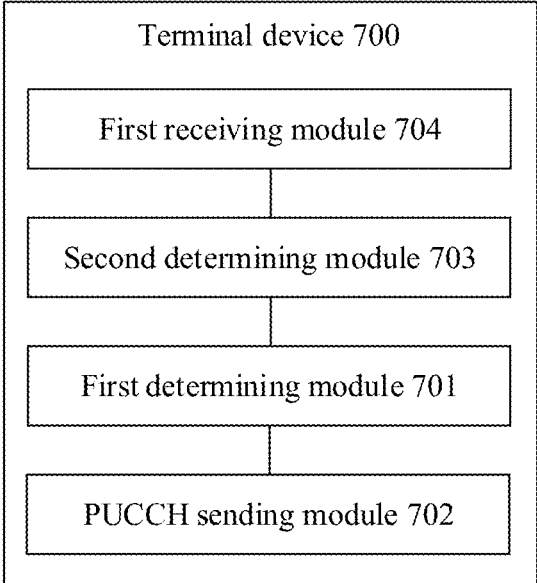 Terminal device 700
First receiving module 704
Second determining module 703
First determining module 701
PUCCH sending module 702